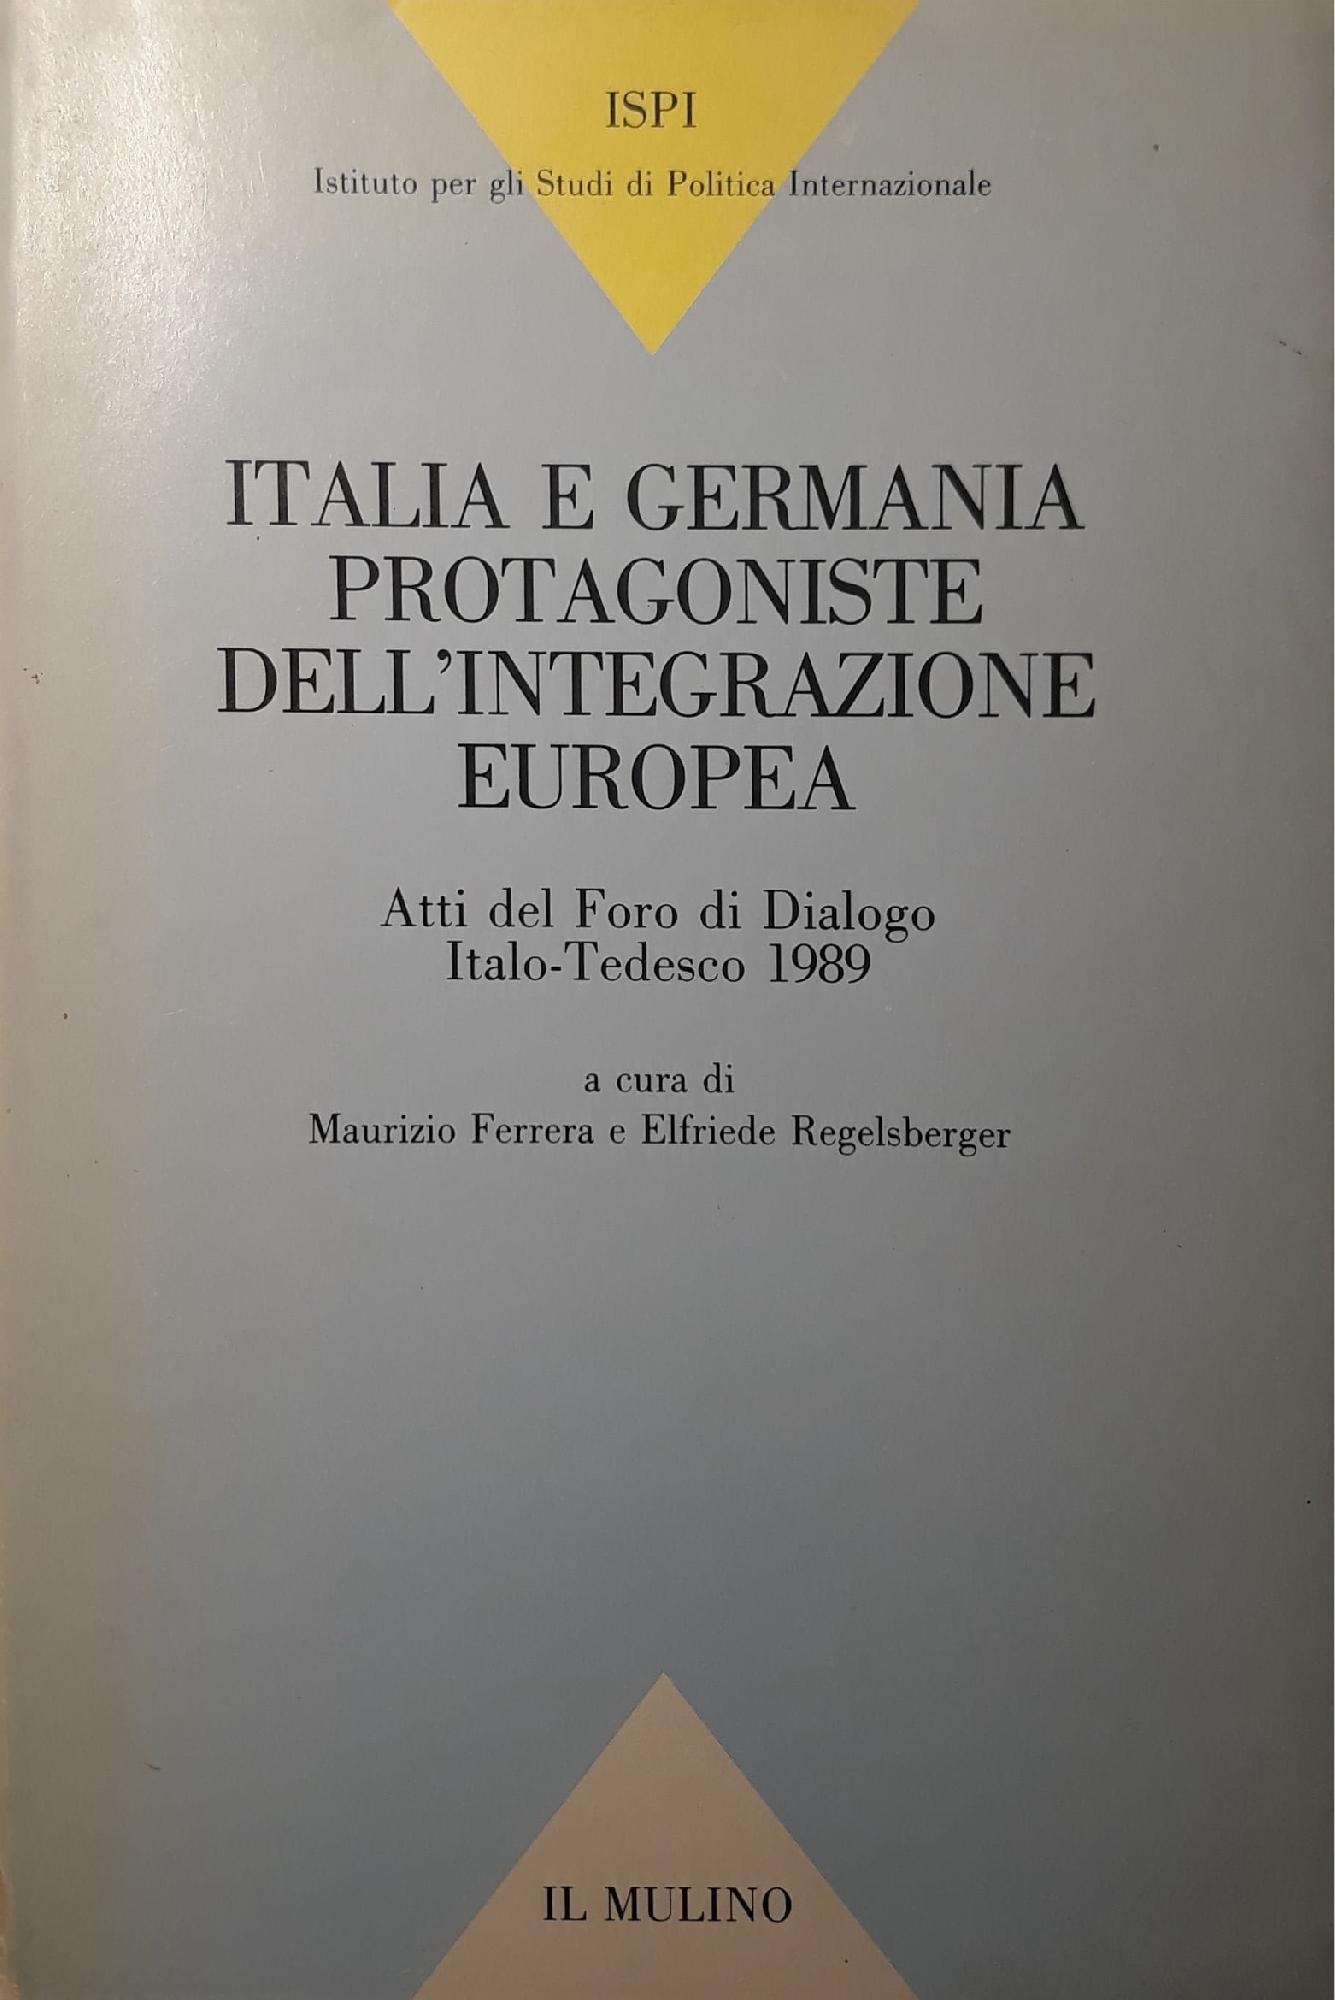 ISPI
Istituto per gli Studi di Politica Internazionale
ITALIA E GERMANIA
PROTAGONISTE
DELL'INTEGRAZIONE
EUROPEA
Atti del Foro di Dialogo
Italo-Tedesco 1989
a cura di
Maurizio Ferrera e Elfriede Regelsberger
IL MULINO